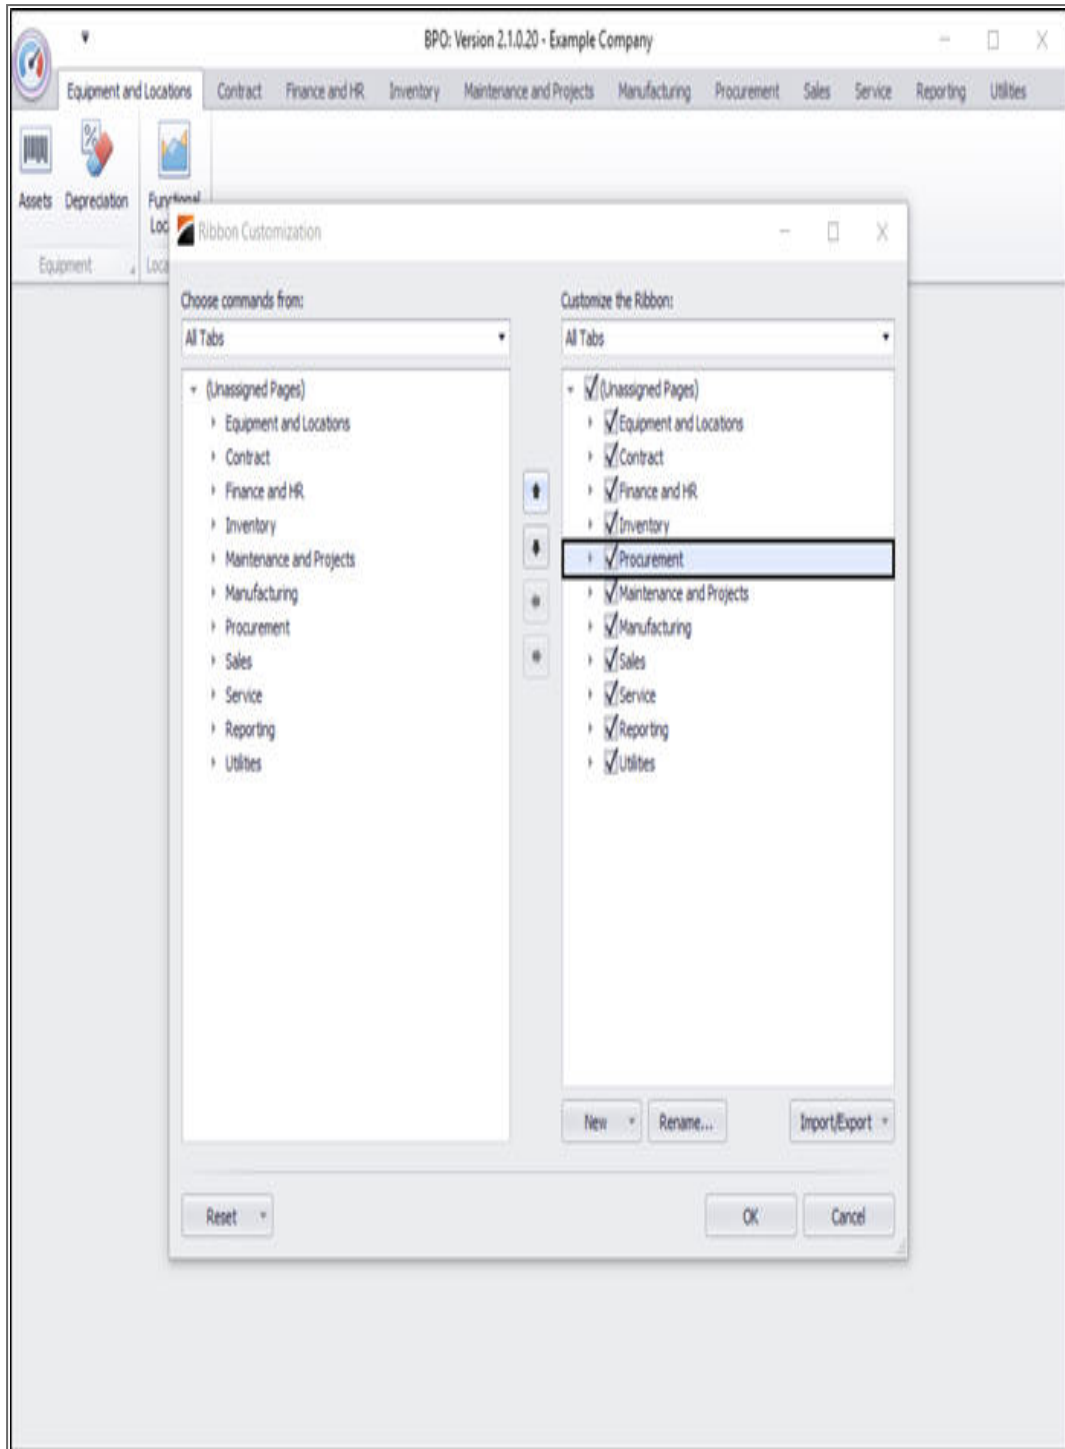 BPO: Version 2.1.0.20 - Example Company
Equipment and Locations Contract Finance and HR Inventory Maintenance and Projects Manufacturing Procurement Sales Service Reporting Utilities
Assets Depreciation Functional
Equipment
Ribbon Customization
Choose commands from: Customize the Ribbon:
All Tabs All Tabs
(Unassigned Pages) (Unassigned Pages)
Equipment and Locations Equipment and Locations
Contract Contract
Finance and HR Finance and HR
Inventory Inventory
Maintenance and Projects Procurement
Manufacturing Maintenance and Projects
Procurement Manufacturing
Sales Sales
Service Service
Reporting Reporting
Utilities Utilities
New Rename... Import/Export
Reset OK Cancel